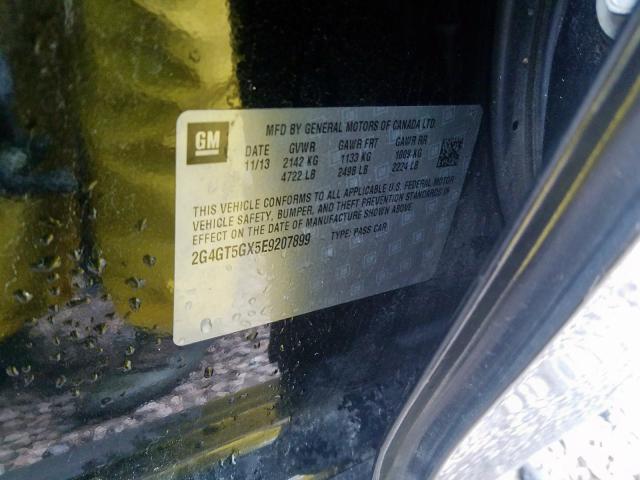 GM
MFD BY GENERAL MOTORS OF CANADA LTD.
DATE GVWR GAWR FRT GAWR RR
11/13 2142 KG 1133 KG 1009 KG
4722 LB 2498 LB 2224 LB
THIS VEHICLE CONFORMS TO ALL APPLICABLE U.S. FEDERAL MOTOR
VEHICLE SAFETY, BUMPER, AND THEFT PREVENTION STANDARDS IN
EFFECT ON THE DATE OF MANUFACTURE SHOWN ABOVE.
2G4GT5GX5E9207899 TYPE: PASS CAR